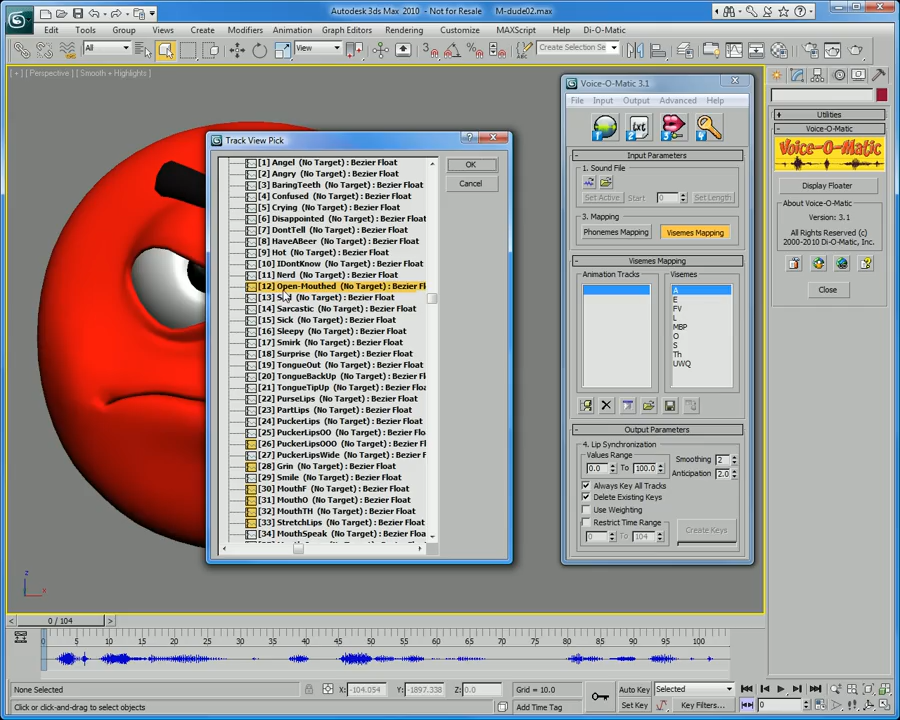 Autodesk 3ds Max 2010 - Not for Resale M-dude02.max
Edit Tools Group Views Create Modifiers Animation Graph Editors Rendering Customize MAXScript Help Di-O-Matic
All View Create Selection Se
[ + ] [ Perspective ] [ Smooth + Highlights ]
Track View Pick
[1] Angel (No Target) : Bezier Float
[2] Angry (No Target) : Bezier Float
[3] BaringTeeth (No Target) : Bezier Float
[4] Confused (No Target) : Bezier Float
[5] Crying (No Target) : Bezier Float
[6] Disappointed (No Target) : Bezier Float
[7] DontTell (No Target) : Bezier Float
[8] HaveABeer (No Target) : Bezier Float
[9] Hot (No Target) : Bezier Float
[10] IDontKnow (No Target) : Bezier Float
[11] Nerd (No Target) : Bezier Float
[12] Open-Mouthed (No Target) : Bezier Fl
[13] Sad (No Target) : Bezier Float
[14] Sarcastic (No Target) : Bezier Float
[15] Sick (No Target) : Bezier Float
[16] Sleepy (No Target) : Bezier Float
[17] Smirk (No Target) : Bezier Float
[18] Surprise (No Target) : Bezier Float
[19] TongueOut (No Target) : Bezier Float
[20] TongueBackUp (No Target) : Bezier Float
[21] TongueTipUp (No Target) : Bezier Float
[22] PurseLips (No Target) : Bezier Float
[23] PartLips (No Target) : Bezier Float
[24] PuckerLips (No Target) : Bezier Float
[25] PuckerLipsOO (No Target) : Bezier Float
[26] PuckerLipsOOO (No Target) : Bezier F
[27] PuckerLipsWide (No Target) : Bezier Float
[28] Grin (No Target) : Bezier Float
[29] Smile (No Target) : Bezier Float
[30] MouthF (No Target) : Bezier Float
[31] MouthO (No Target) : Bezier Float
[32] MouthTH (No Target) : Bezier Float
[33] StretchLips (No Target) : Bezier Float
[34] MouthSpeak (No Target) : Bezier Float
OK
Cancel
Voice-O-Matic 3.1
File Input Output Advanced Help
1 2 txt 3 4
Input Parameters
1. Sound File
Set Active Start 0 Set Length
3. Mapping
Phonemes Mapping Visemes Mapping
Visemes Mapping
Animation Tracks Visemes
A
E
FV
L
MBP
O
S
Th
UWQ
Output Parameters
4. Lip Synchronization
Values Range
0.0 To 100.0
Smoothing 2
Anticipation 2.0
Always Key All Tracks
Delete Existing Keys
Use Weighting
Restrict Time Range
0 To 104
Create Keys
Utilities
Voice-O-Matic
Voice-O-Matic
Display Floater
About Voice-O-Matic
Version: 3.1
All Rights Reserved (c)
2000-2010 Di-O-Matic, Inc.
Close
z
x
0 / 104
0 5 10 15 20 25 30 35 40 45 50 55 60 65 70 75 80 85 90 95 100
None Selected X: -104.054 Y: -1897.338 Z: 0.0 Grid = 10.0 Auto Key Selected
Click or click-and-drag to select objects Add Time Tag Set Key Key Filters... 0